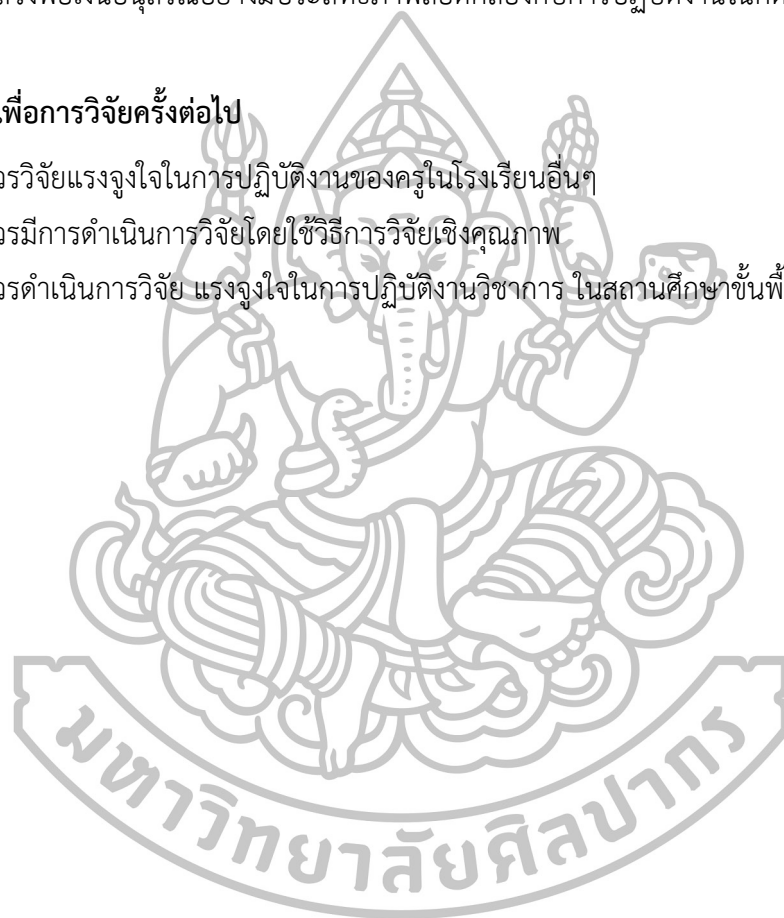 พื่อการวิจัยครั้งต่อไป
วรวิจัยแรงจูงใจในการปฏิบัติงานของครูในโรงเรียนอื่นๆ
วรมีการดำเนินการวิจัยโดยใช้วิธีการวิจัยเชิงคุณภาพ
วรดำเนินการวิจัย แรงจูงใจในการปฏิบัติงานวิชาการ ในสถานศึกษาขั้นพื้
มหาวิทยาลัยศิลปากร